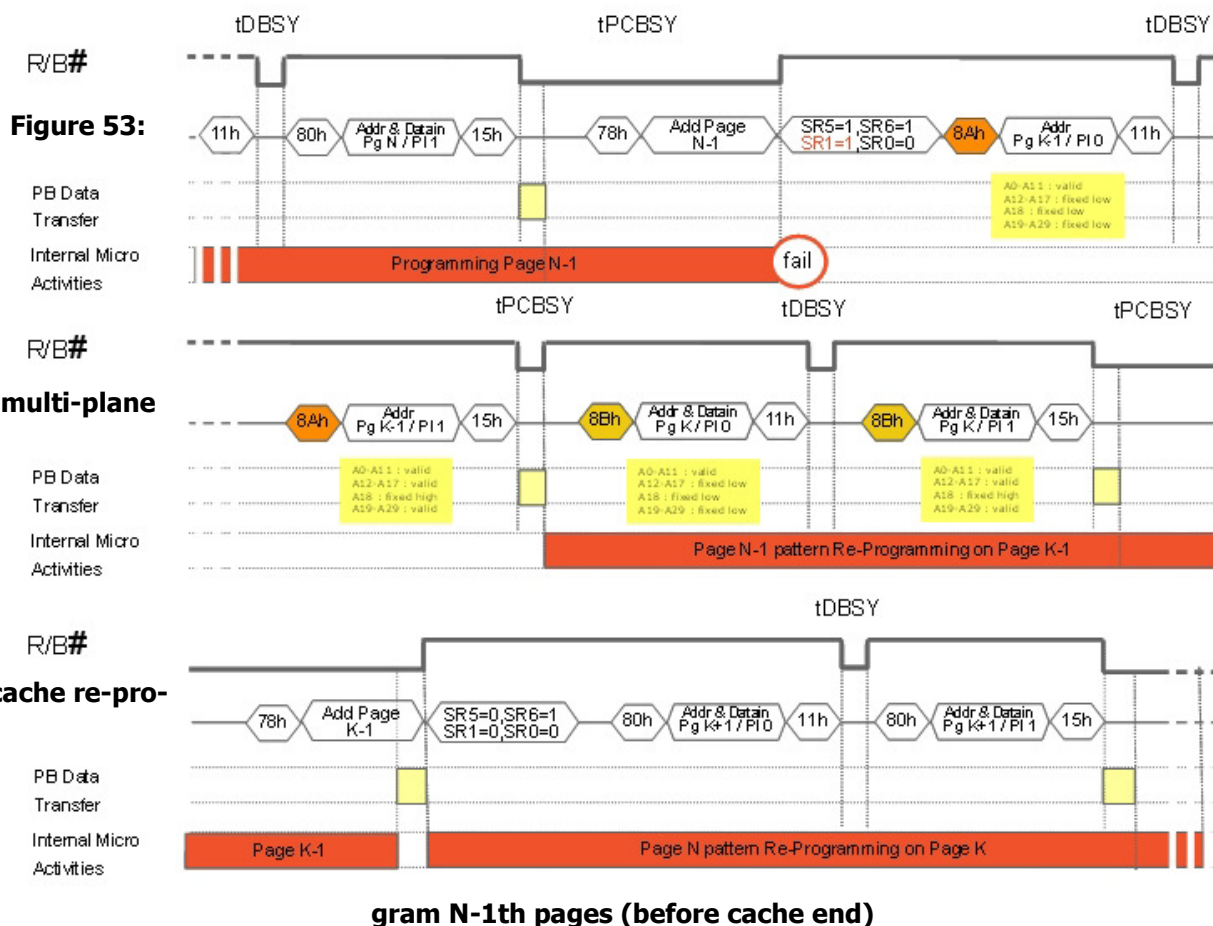 tDBSY tPCBSY tDBSY
R/B#
Figure 53:
11h 80h Addr & Datain 15h 78h Add Page SR5=1,SR6=1 8Ah Addr 11h
Pg N / Pl 1 N-1 SR1=1,SR0=0 Pg K-1 / Pl 0
PB Data
Transfer
A0-A11 : valid
A12-A17 : fixed low
A18 : fixed low
A19-A29 : fixed low
Internal Micro
Activities
Programming Page N-1 fail
tPCBSY tDBSY tPCBSY
R/B#
multi-plane
8Ah Addr 15h 8Bh Addr & Datain 11h 8Bh Addr & Datain 15h
Pg K-1 / Pl 1 Pg K / Pl 0 Pg K / Pl 1
PB Data
Transfer
A0-A11 : valid
A12-A17 : valid
A18 : fixed high
A19-A29 : valid
A0-A11 : valid
A12-A17 : fixed low
A18 : fixed low
A19-A29 : fixed low
A0-A11 : valid
A12-A17 : valid
A18 : fixed high
A19-A29 : valid
Internal Micro
Activities
Page N-1 pattern Re-Programming on Page K-1
tDBSY
R/B#
cache re-pro-
78h Add Page SR5=0,SR6=1 80h Addr & Datain 11h 80h Addr & Datain 15h
K-1 SR1=0,SR0=0 Pg K+1 / Pl 0 Pg K+1 / Pl 1
PB Data
Transfer
Internal Micro
Activities
Page K-1 Page N pattern Re-Programming on Page K
gram N-1th pages (before cache end)